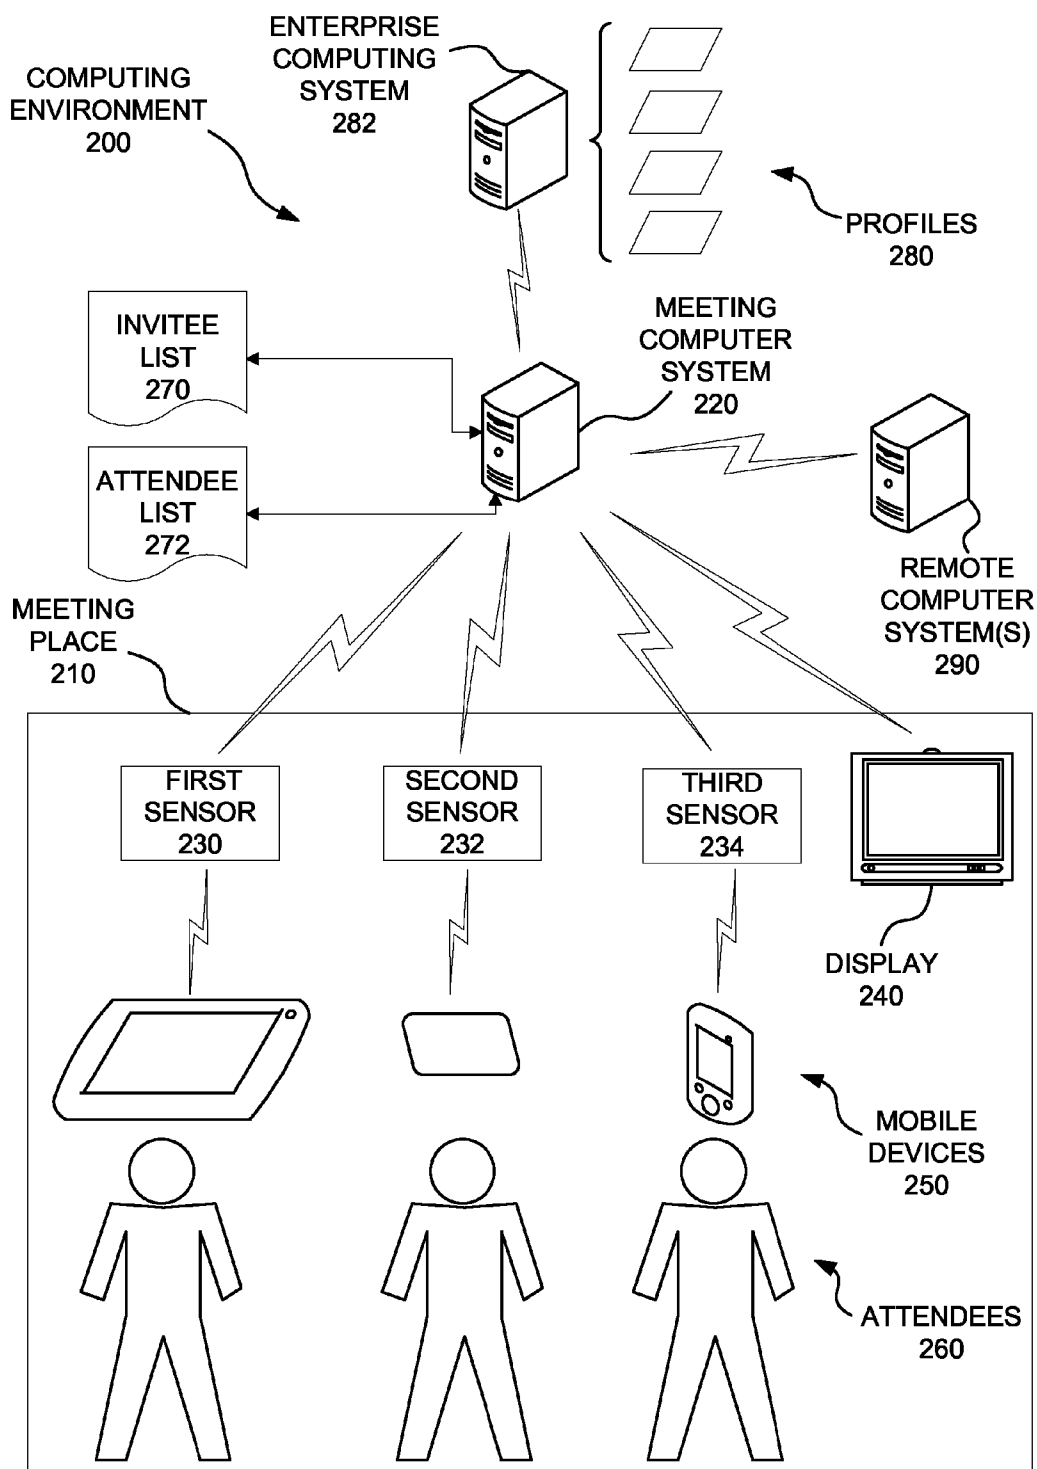 ENTERPRISE
COMPUTING
SYSTEM
282
COMPUTING
ENVIRONMENT
200
PROFILES
280
INVITEE
LIST
270
MEETING
COMPUTER
SYSTEM
220
ATTENDEE
LIST
272
REMOTE
COMPUTER
SYSTEM(S)
290
MEETING
PLACE
210
FIRST
SENSOR
230
SECOND
SENSOR
232
THIRD
SENSOR
234
DISPLAY
240
MOBILE
DEVICES
250
ATTENDEES
260